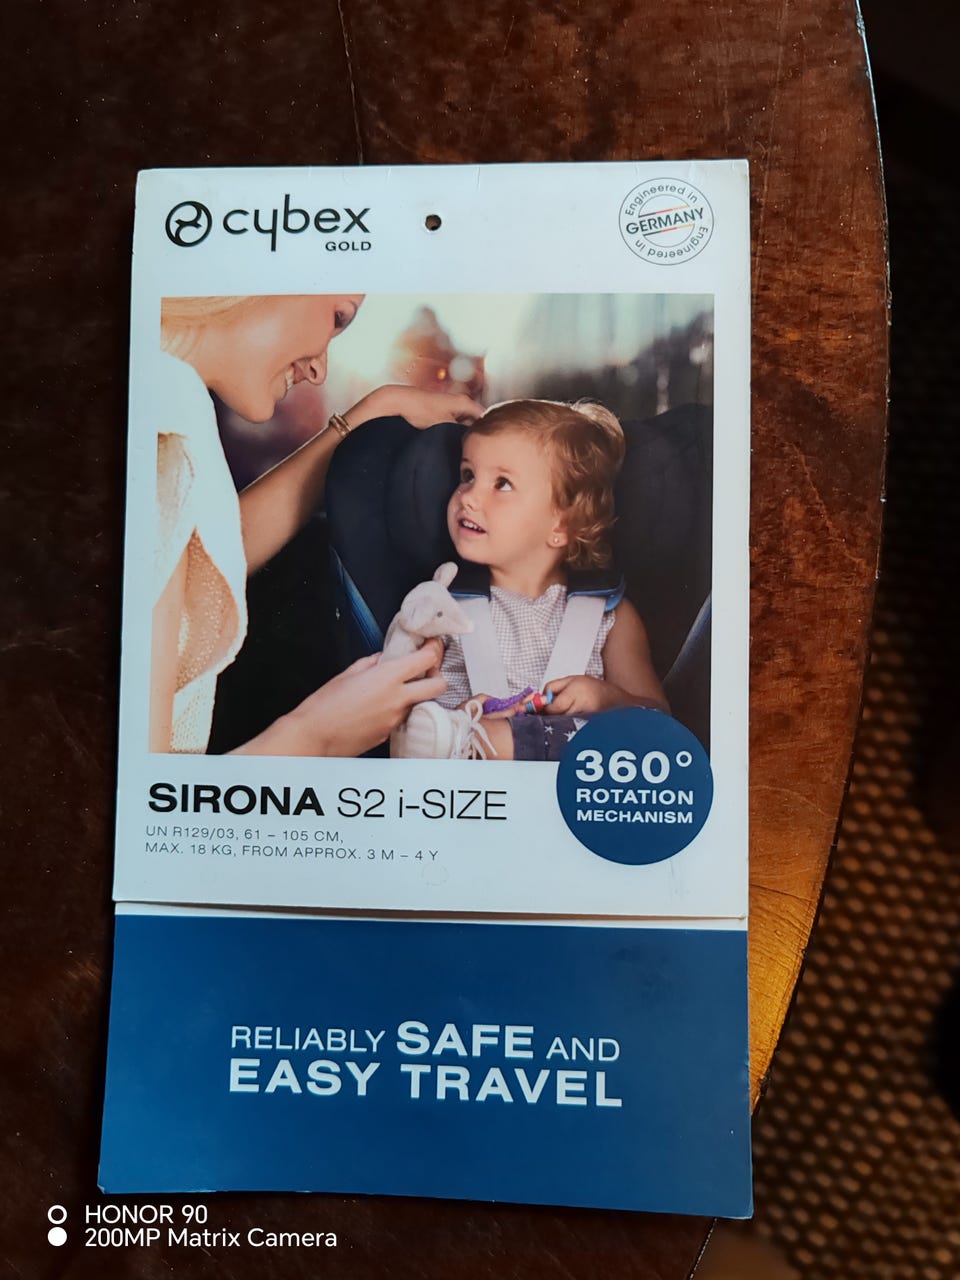 cybex
GOLD
Engineered in
GERMANY
Engineered in
360°
ROTATION
MECHANISM
SIRONA S2 i-SIZE
UN R129/03, 61 – 105 CM,
MAX. 18 KG, FROM APPROX. 3 M – 4 Y
RELIABLY SAFE AND
EASY TRAVEL
HONOR 90
200MP Matrix Camera